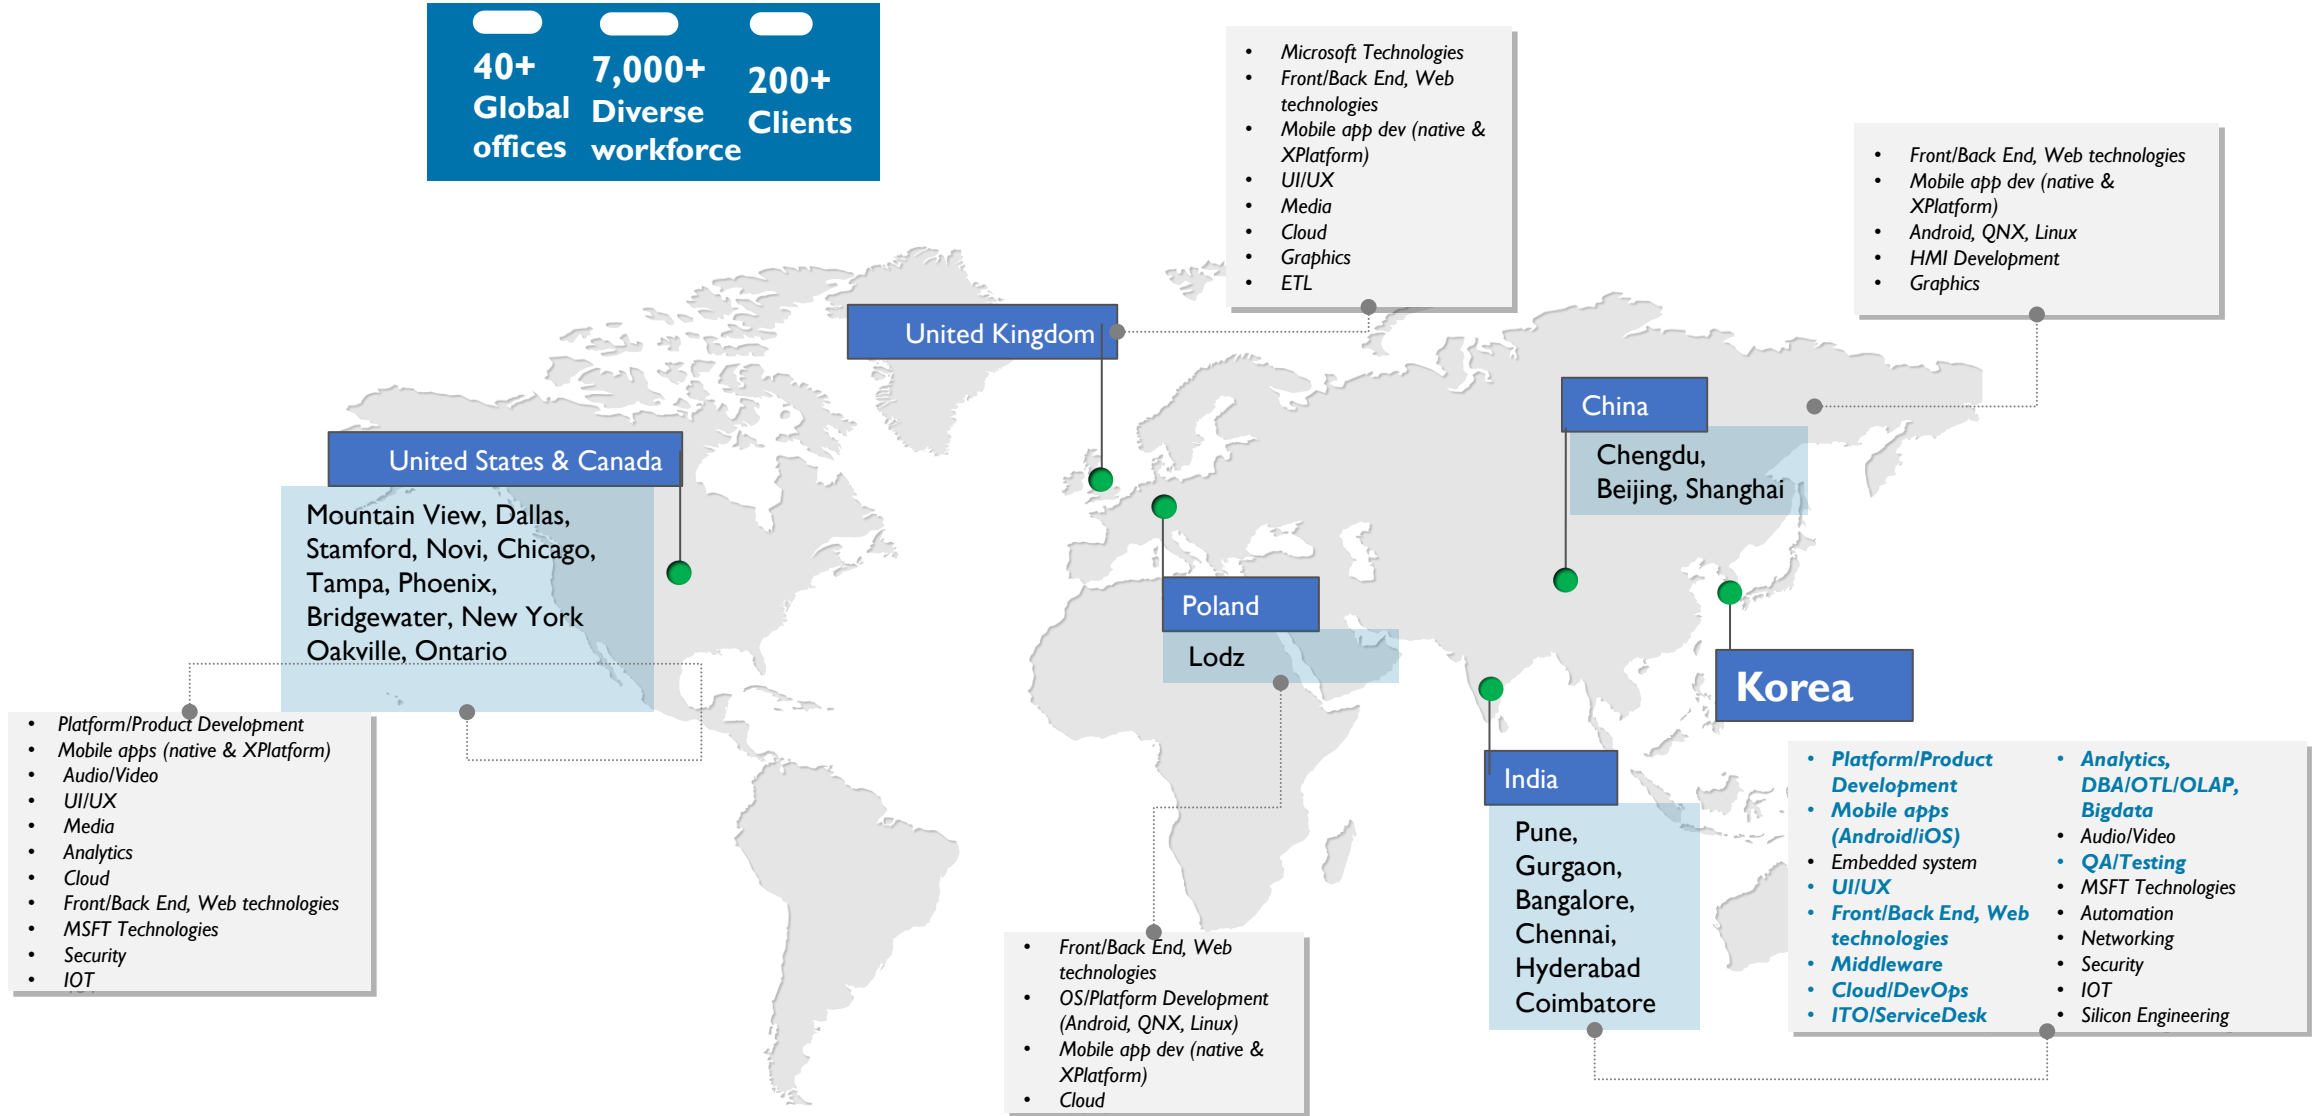 40+
Global
offices
7,000+
Diverse
workforce
200+
Clients
• Microsoft Technologies
• Front/Back End, Web
technologies
• Mobile app dev (native &
XPlatform)
• UI/UX
• Media
• Cloud
• Graphics
• ETL
• Front/Back End, Web technologies
• Mobile app dev (native &
XPlatform)
• Android, QNX, Linux
• HMI Development
• Graphics
United Kingdom
China
Chengdu,
Beijing, Shanghai
United States & Canada
Mountain View, Dallas,
Stamford, Novi, Chicago,
Tampa, Phoenix,
Bridgewater, New York
Oakville, Ontario
Poland
Lodz
Korea
• Platform/Product Development
• Mobile apps (native & XPlatform)
• Audio/Video
• UI/UX
• Media
• Analytics
• Cloud
• Front/Back End, Web technologies
• MSFT Technologies
• Security
• IOT
India
Pune,
Gurgaon,
Bangalore,
Chennai,
Hyderabad
Coimbatore
• Platform/Product
Development
• Mobile apps
(Android/iOS)
• Embedded system
• UI/UX
• Front/Back End, Web
technologies
• Middleware
• Cloud/DevOps
• ITO/ServiceDesk
• Analytics,
DBA/OTL/OLAP,
Bigdata
• Audio/Video
• QA/Testing
• MSFT Technologies
• Automation
• Networking
• Security
• IOT
• Silicon Engineering
• Front/Back End, Web
technologies
• OS/Platform Development
(Android, QNX, Linux)
• Mobile app dev (native &
XPlatform)
• Cloud